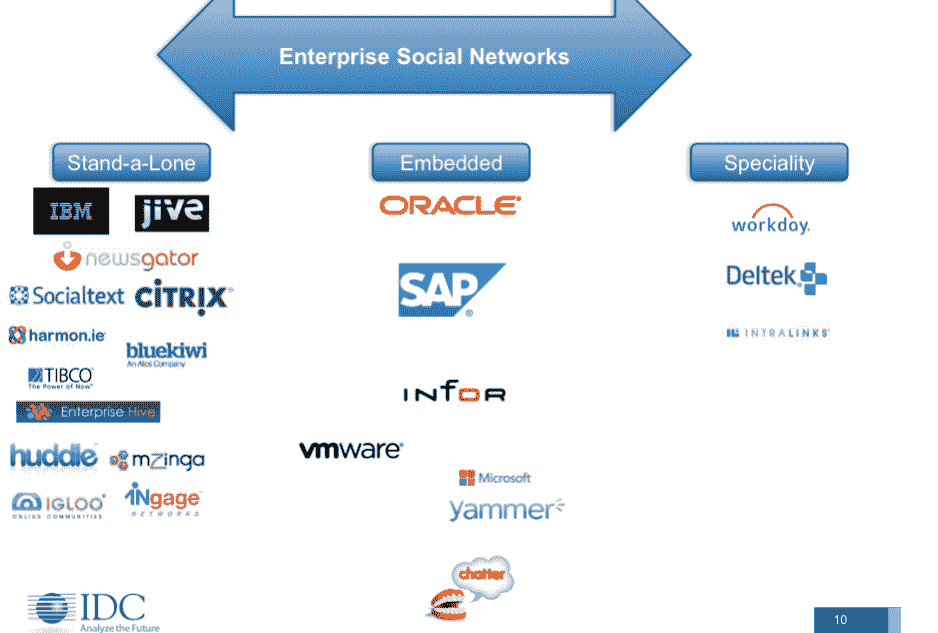 Enterprise Social Networks
Stand-a-Lone
Embedded
Speciality
IBM
jive
newsgator
Socialtext
CİTRIX
harmon.ie
bluekiwi
An Atos Company
TIBCO
The Power of Now
Enterprise Hive
huddle
mzinga
IGLOO
ONLINE COMMUNITIES
iNgage
NETWORKS
ORACLE
SAP
infor
vmware
Microsoft
yammer
chatter
workday.
Deltek
INTRALINKS
IDC
Analyze the Future
10